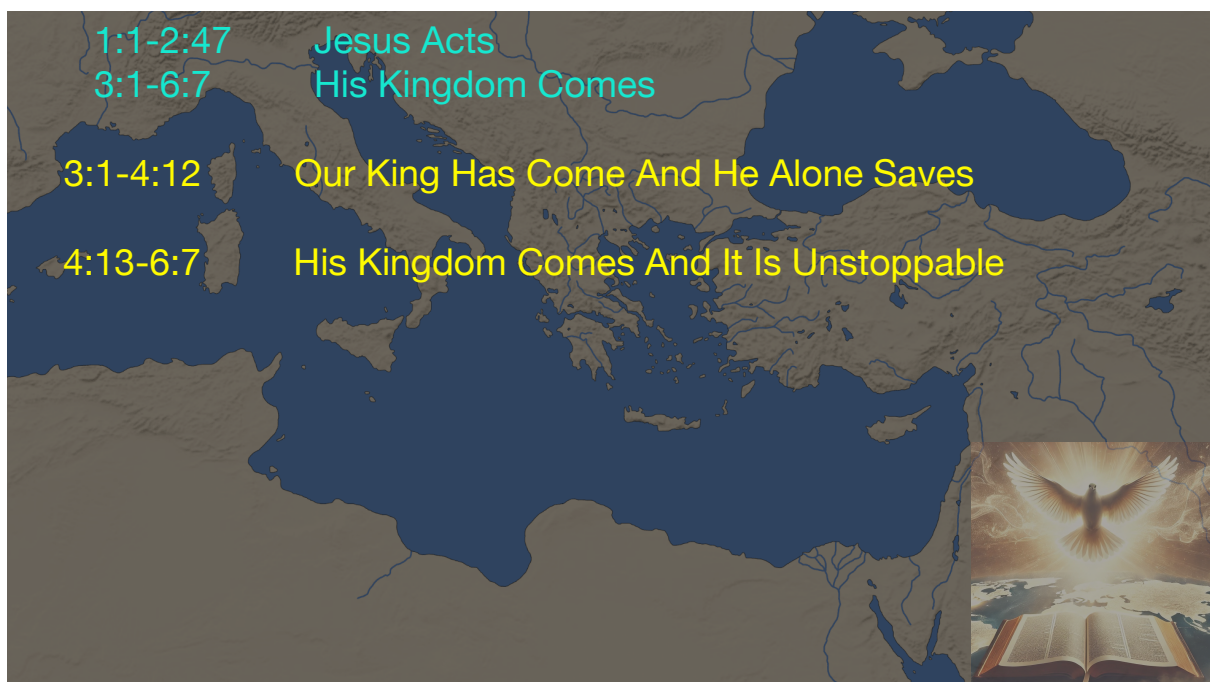 1:1-2:47 Jesus Acts
3:1-6:7 His Kingdom Comes
3:1-4:12 Our King Has Come And He Alone Saves
4:13-6:7 His Kingdom Comes And It Is Unstoppable